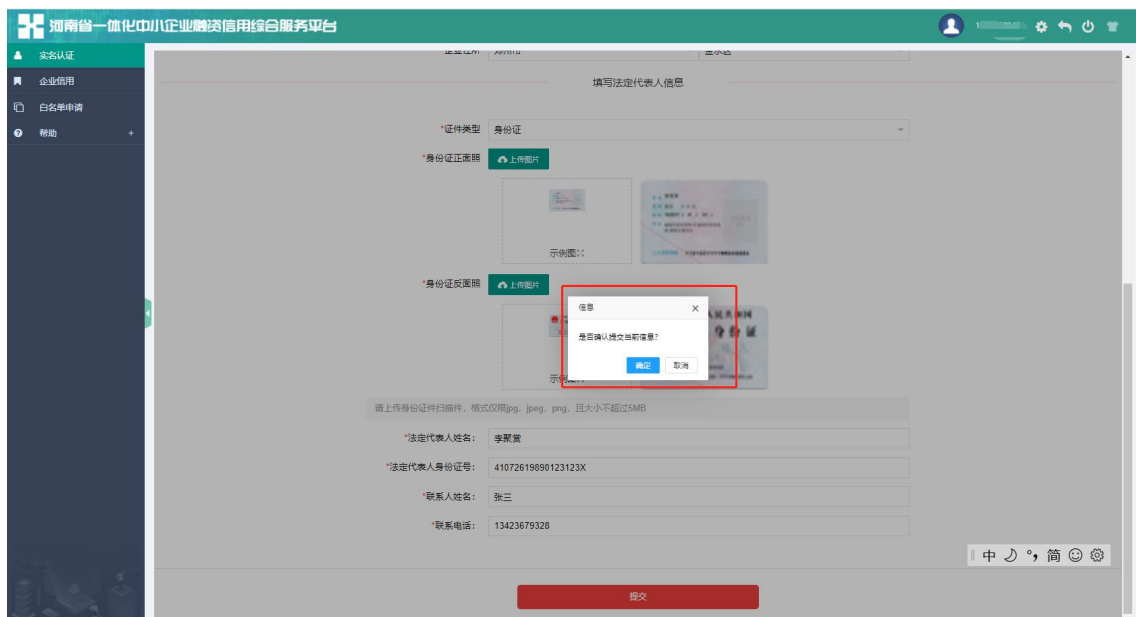 河南省一体化中小企业融资信用综合服务平台
实名认证
企业信用
白名单申请
帮助 +
填写法定代表人信息
*证件类型 身份证
*身份证正面照 上传图片
示例图
*身份证反面照 上传图片
信息 ×
是否确认提交当前信息?
确定 取消
请上传身份证件扫描件，格式仅限jpg、jpeg、png，且大小不超过5MB
*法定代表人姓名： 李聚赏
*法定代表人身份证号： 41072619890123123X
*联系人姓名： 张三
*联系电话： 13423679328
中 简
提交